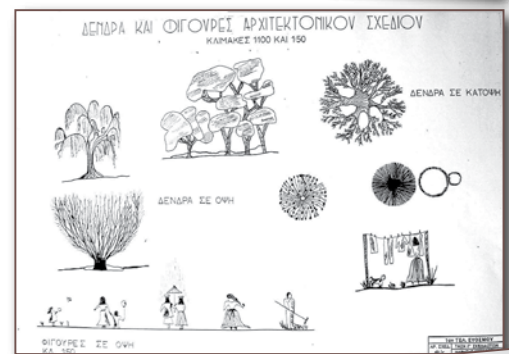 ΔΕΝΔΡΑ ΚΑΙ ΦΙΓΟΥΡΕΣ ΑΡΧΙΤΕΚΤΟΝΙΚΟΥ ΣΧΕΔΙΟΥ
ΚΛΙΜΑΚΕΣ 1100 ΚΑΙ 150
ΔΕΝΔΡΑ ΣΕ ΚΑΤΟΨΗ
ΔΕΝΔΡΑ ΣΕ ΟΨΗ
ΦΙΓΟΥΡΕΣ ΣΕ ΟΨΗ
ΚΛ. 150